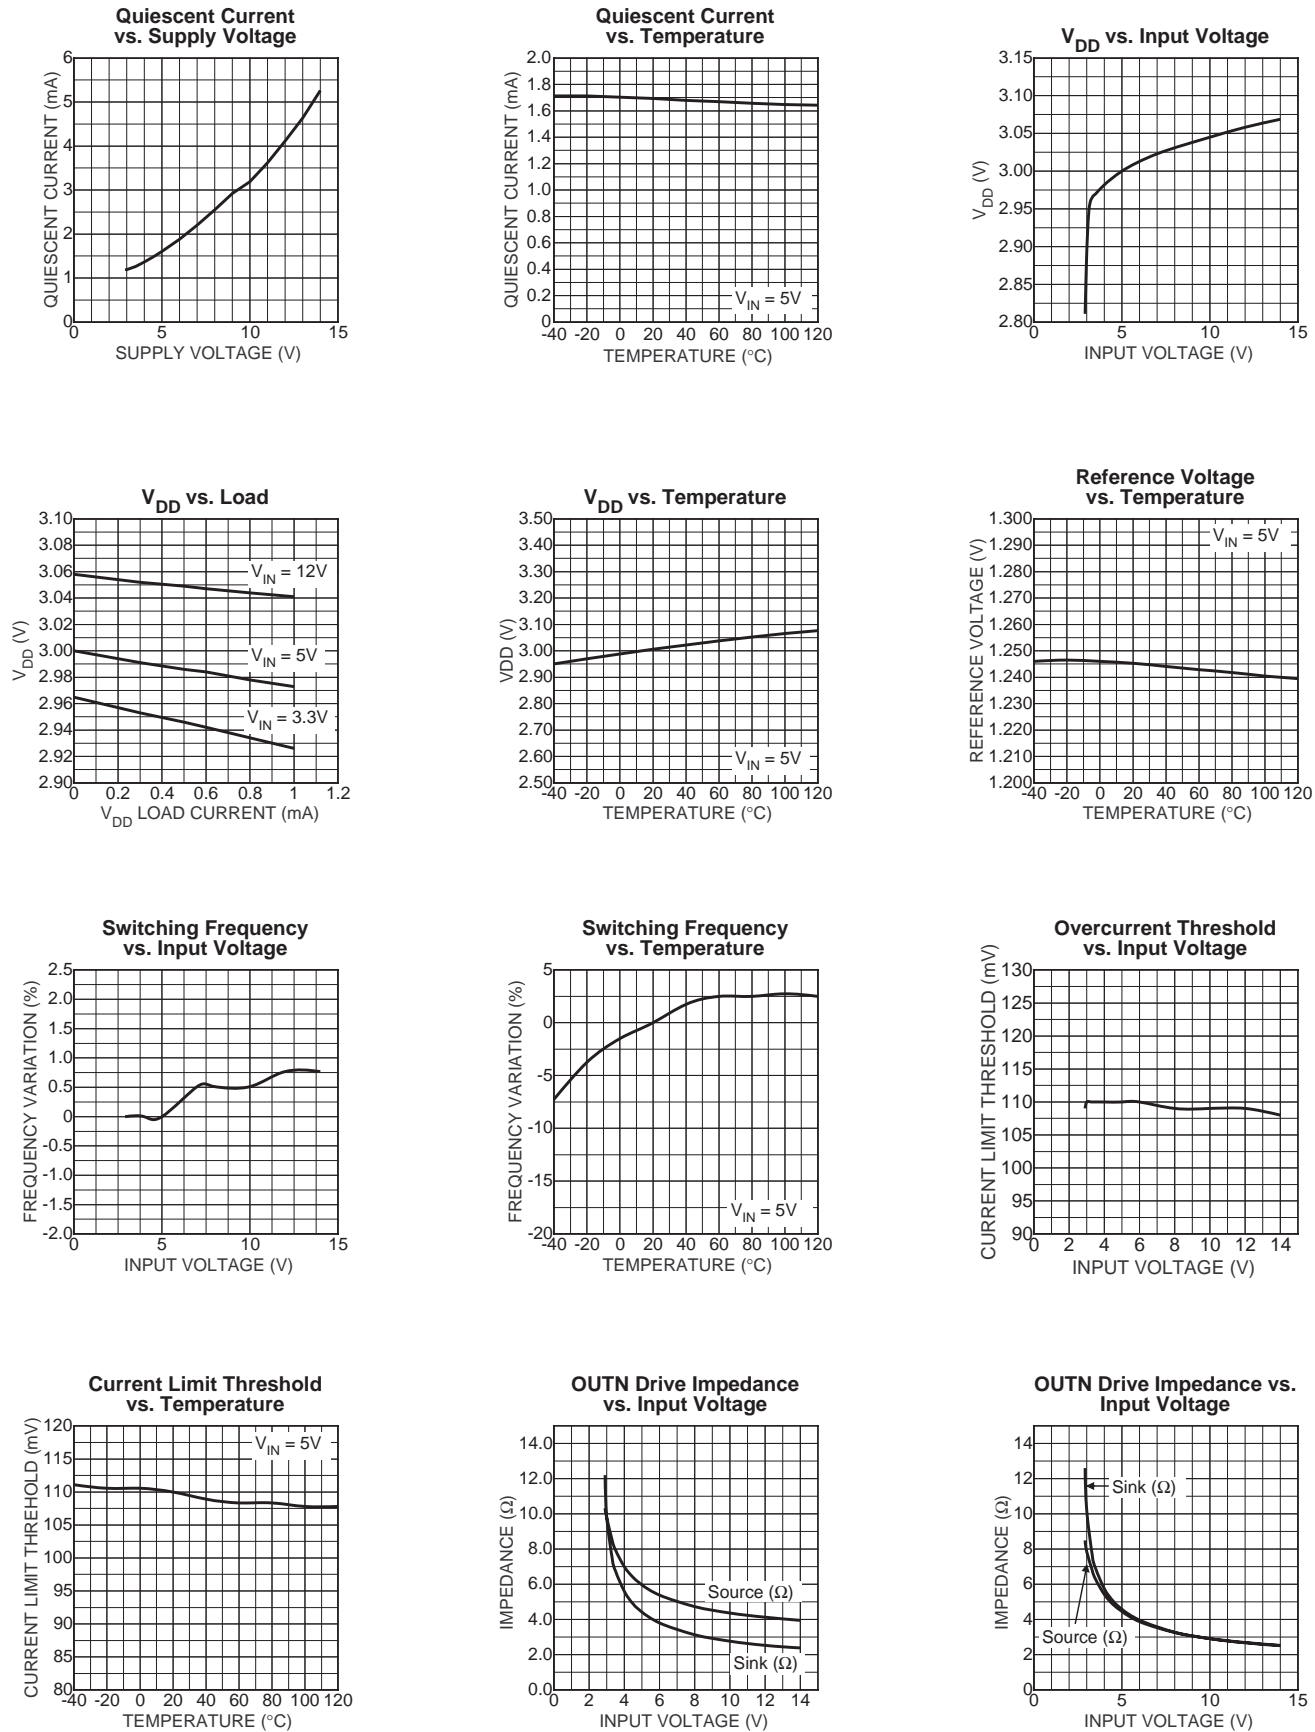 Quiescent Current
vs. Supply Voltage
6
5
4
3
2
1
0
QUIESCENT CURRENT (mA)
0 5 10 15
SUPPLY VOLTAGE (V)
Quiescent Current
vs. Temperature
2.0
1.8
1.6
1.4
1.2
1.0
0.8
0.6
0.4
0.2
0
QUIESCENT CURRENT (mA)
VIN = 5V
-40 -20 0 20 40 60 80 100 120
TEMPERATURE (°C)
VDD vs. Input Voltage
3.15
3.10
3.05
3.00
2.95
2.90
2.85
2.80
VDD (V)
0 5 10 15
INPUT VOLTAGE (V)
VDD vs. Load
3.10
3.08
3.06
3.04
3.02
3.00
2.98
2.96
2.94
2.92
2.90
VDD (V)
VIN = 12V
VIN = 5V
VIN = 3.3V
0 0.2 0.4 0.6 0.8 1 1.2
VDD LOAD CURRENT (mA)
VDD vs. Temperature
3.50
3.40
3.30
3.20
3.10
3.00
2.90
2.80
2.70
2.60
2.50
VDD (V)
VIN = 5V
-40 -20 0 20 40 60 80 100 120
TEMPERATURE (°C)
Reference Voltage
vs. Temperature
1.300
1.290
1.280
1.270
1.260
1.250
1.240
1.230
1.220
1.210
1.200
REFERENCE VOLTAGE (V)
VIN = 5V
-40 -20 0 20 40 60 80 100 120
TEMPERATURE (°C)
Switching Frequency
vs. Input Voltage
2.5
2.0
1.5
1.0
0.5
0
-0.5
-1.0
-1.5
-2.0
FREQUENCY VARIATION (%)
0 5 10 15
INPUT VOLTAGE (V)
Switching Frequency
vs. Temperature
5
0
-5
-10
-15
-20
FREQUENCY VARIATION (%)
VIN = 5V
-40 -20 0 20 40 60 80 100 120
TEMPERATURE (°C)
Overcurrent Threshold
vs. Input Voltage
130
125
120
115
110
105
100
95
90
CURRENT LIMIT THRESHOLD (mV)
0 2 4 6 8 10 12 14
INPUT VOLTAGE (V)
Current Limit Threshold
vs. Temperature
120
115
110
105
100
95
90
85
80
CURRENT LIMIT THREHOLD (mV)
VIN = 5V
-40 -20 0 20 40 60 80 100 120
TEMPERATURE (°C)
OUTN Drive Impedance
vs. Input Voltage
14.0
12.0
10.0
8.0
6.0
4.0
2.0
0.0
IMPEDANCE (Ω)
Source (Ω)
Sink (Ω)
0 2 4 6 8 10 12 14
INPUT VOLTAGE (V)
OUTN Drive Impedance vs.
Input Voltage
14
12
10
8
6
4
2
0
IMPEDANCE (Ω)
Sink (Ω)
Source (Ω)
0 5 10 15
INPUT VOLTAGE (V)